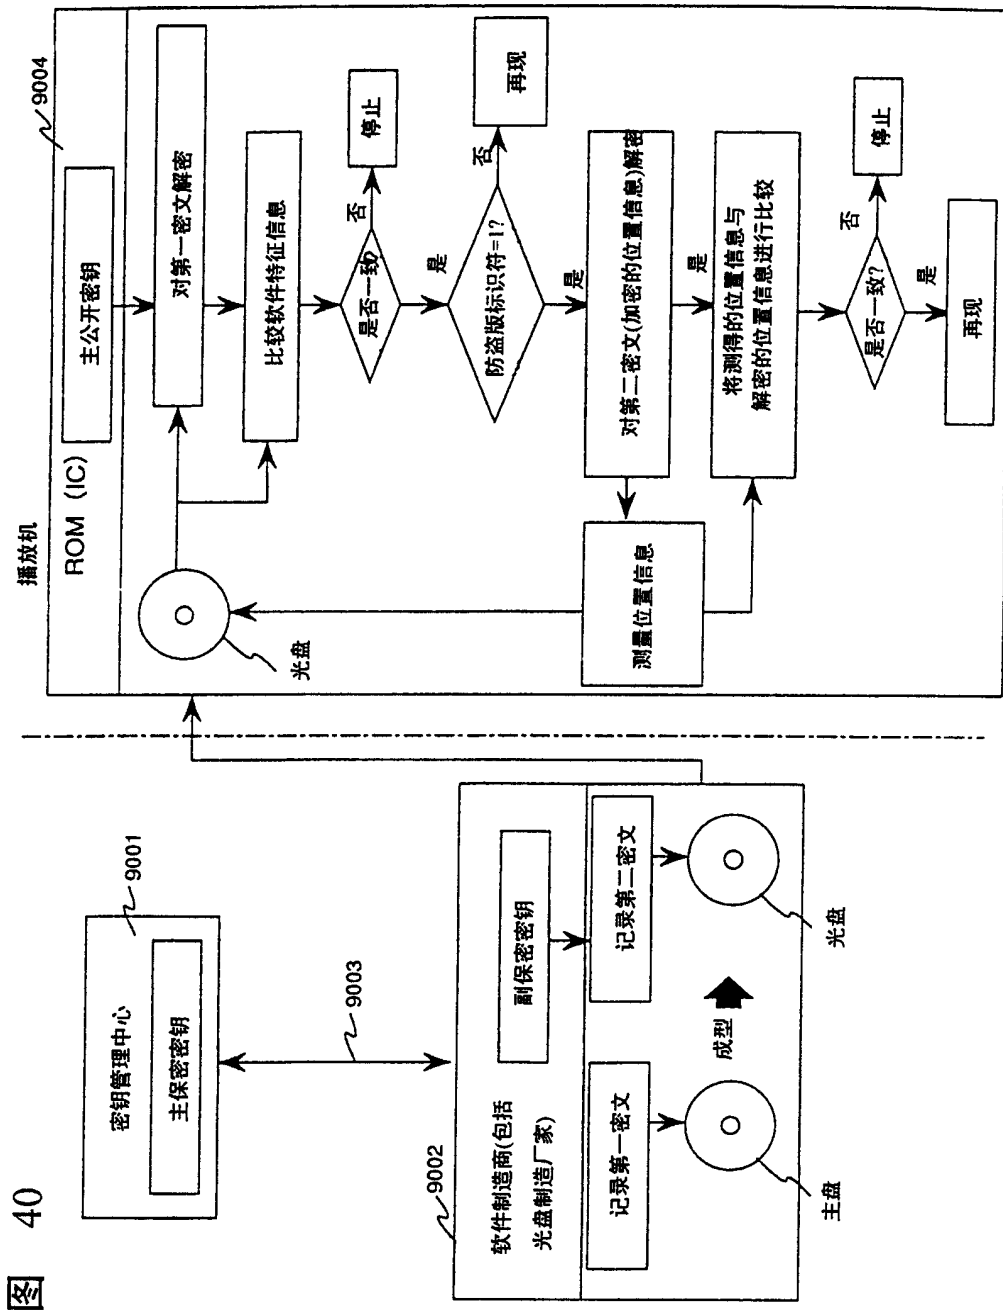 图 40
密钥管理中心
9001
主保密密钥
9003
9002
软件制造商(包括
光盘制造厂家)
副保密密钥
记录第一密文
记录第二密文
主盘
成型
光盘
播放机
9004
ROM (IC)
主公开密钥
光盘
对第一密文解密
比较软件特征信息
是否一致?
否
停止
是
防盗版标识符=1?
否
再现
是
对第二密文(加密的位置信息)解密
测量位置信息
是
将测得的位置信息与
解密的位置信息进行比较
是否一致?
否
停止
是
再现